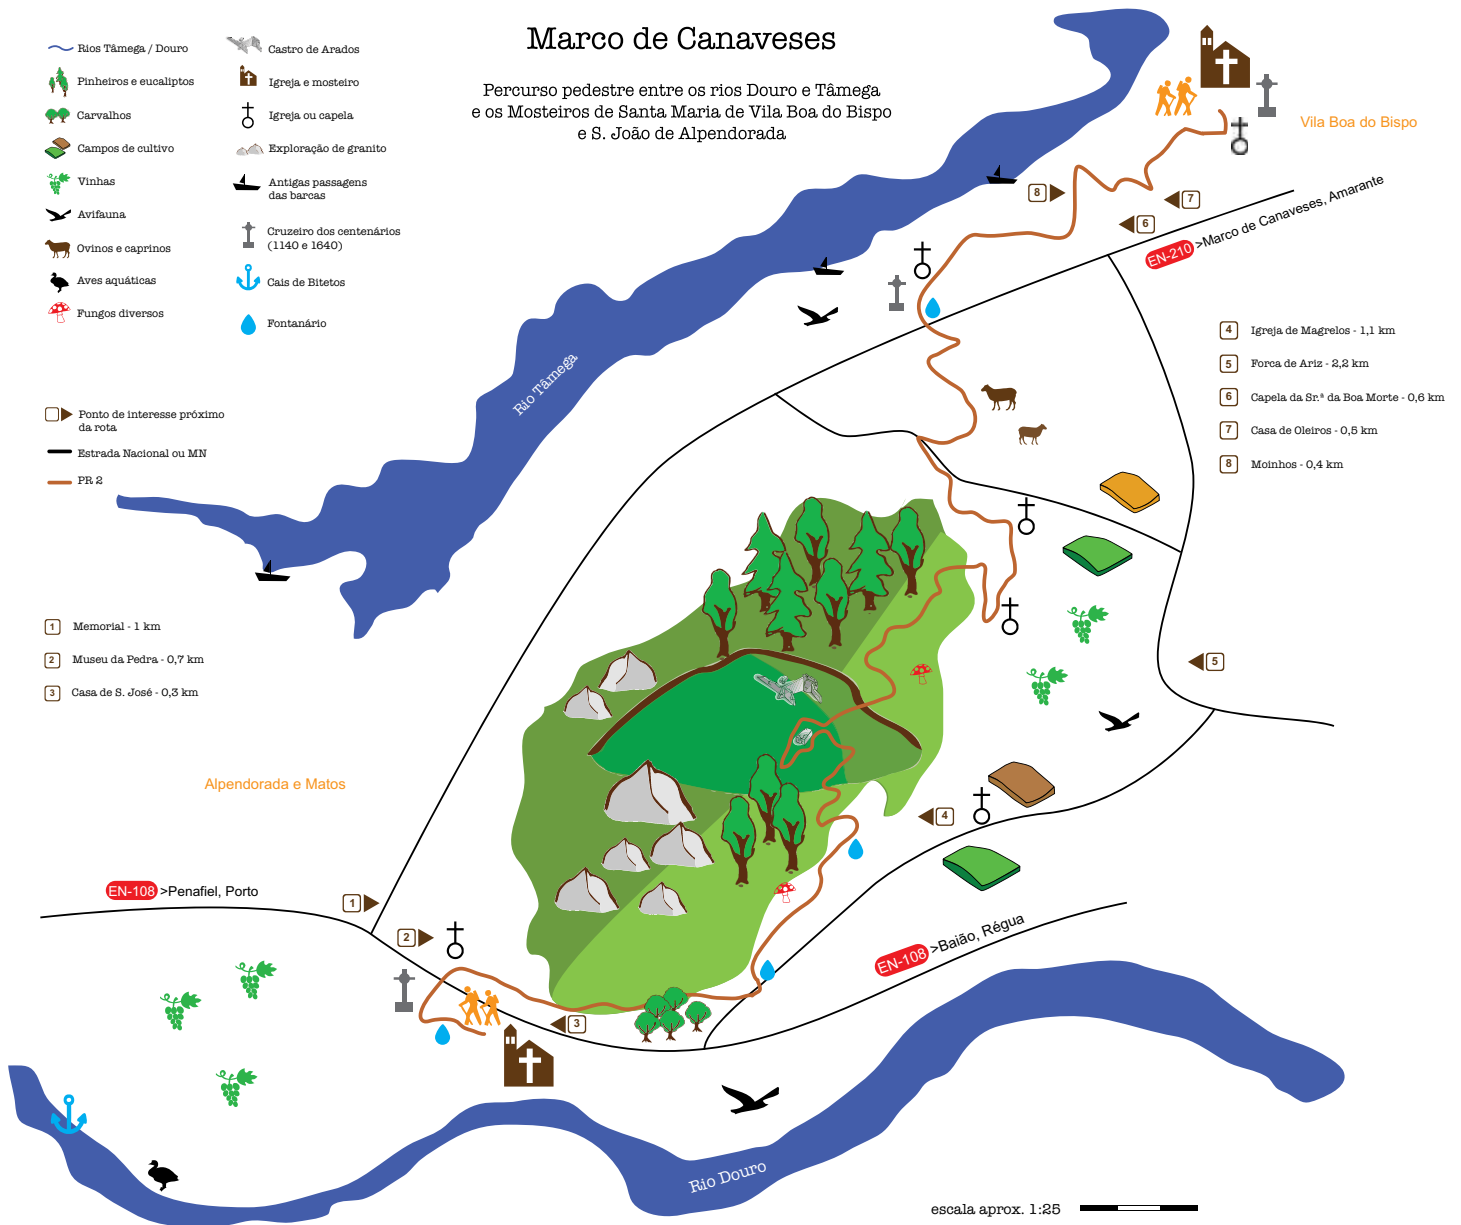 Marco de Canaveses
Percurso pedestre entre os rios Douro e Tâmega
e os Mosteiros de Santa Maria de Vila Boa do Bispo
e S. João de Alpendorada
Rios Tâmega / Douro
Pinheiros e eucaliptos
Carvalhos
Campos de cultivo
Vinhas
Avifauna
Ovinos e caprinos
Aves aquáticas
Fungos diversos
Castro de Arados
Igreja e mosteiro
Igreja ou capela
Exploração de granito
Antigas passagens
das barcas
Cruzeiro dos centenários
(1140 e 1640)
Cais de Bitetos
Fontanário
Ponto de interesse próximo
da rota
Estrada Nacional ou MN
PR 2
Vila Boa do Bispo
8
7
6
EN-210 >Marco de Canaveses, Amarante
Rio Tâmega
4 Igreja de Magrelos - 1,1 km
5 Forca de Ariz - 2,2 km
6 Capela da Sr.ª da Boa Morte - 0,6 km
7 Casa de Oleiros - 0,5 km
8 Moinhos - 0,4 km
1 Memorial - 1 km
2 Museu da Pedra - 0,7 km
3 Casa de S. José - 0,3 km
5
Alpendorada e Matos
4
EN-108 >Penafiel, Porto
1
2
EN-108 >Baião, Régua
3
Rio Douro
escala aprox. 1:25